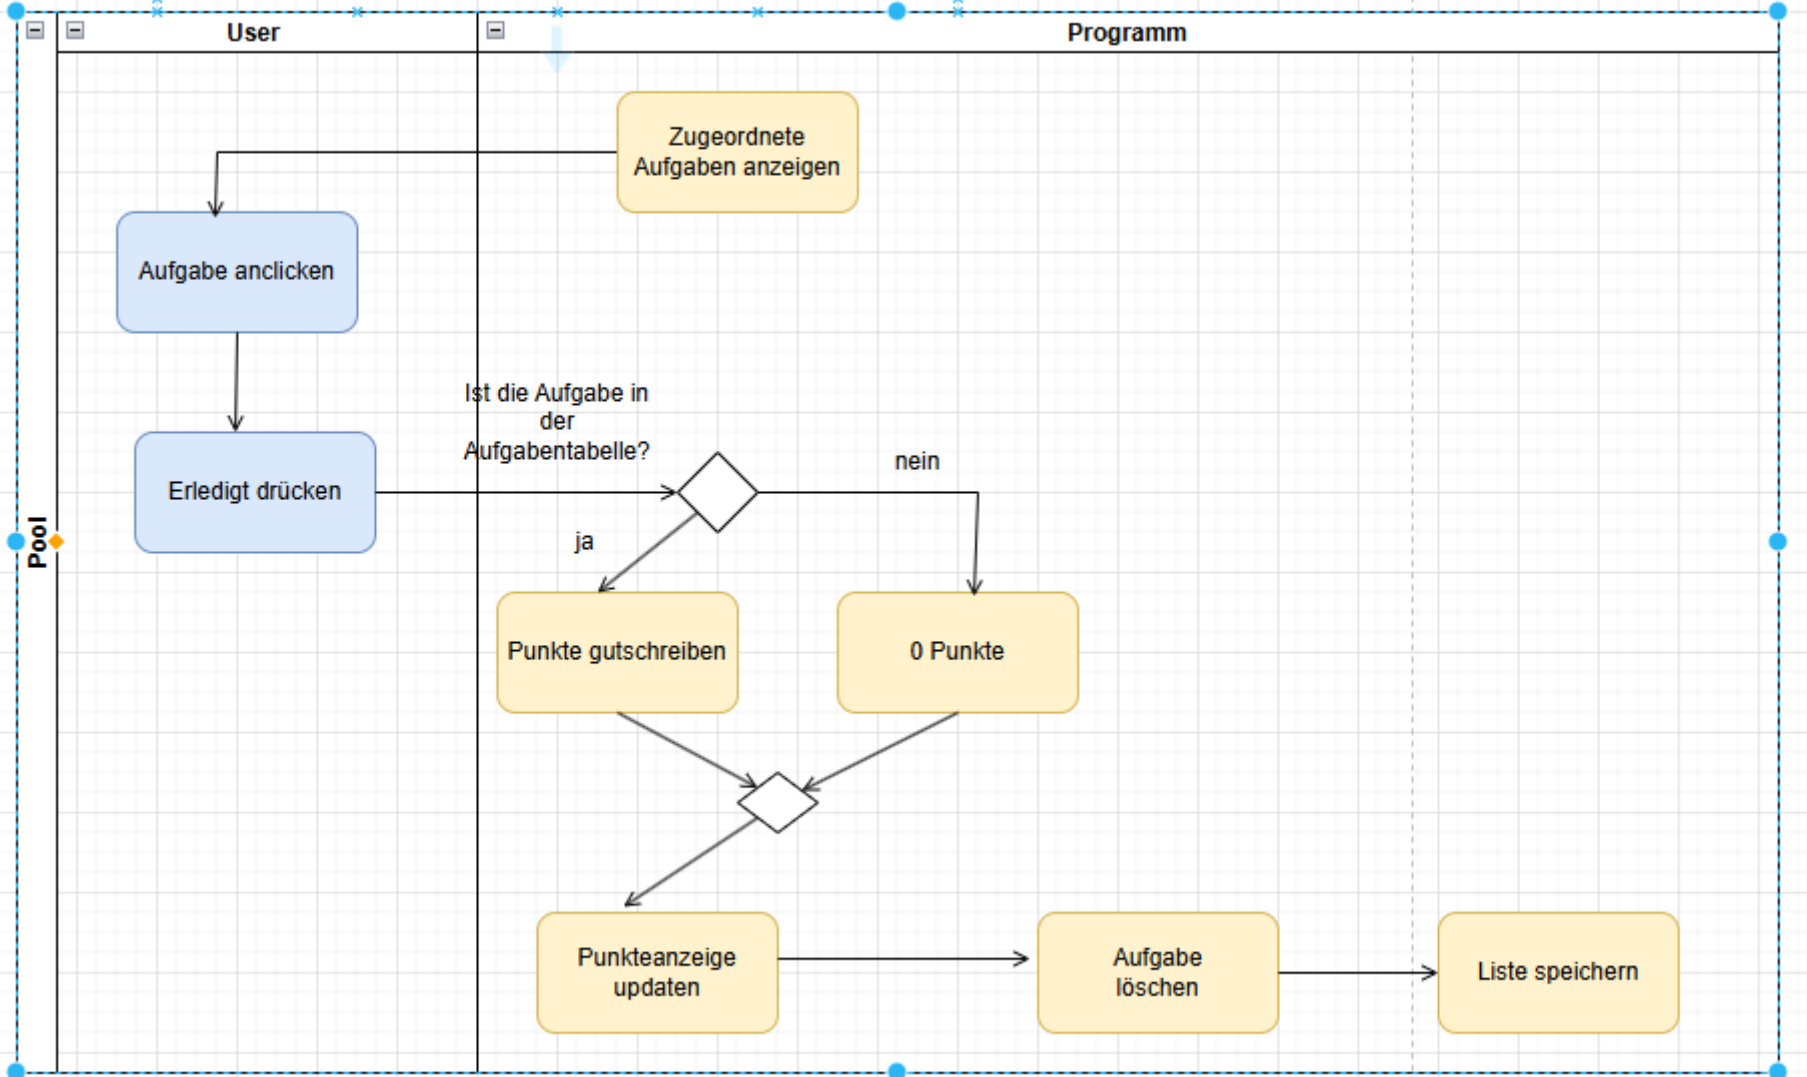 User
Programm
Zugeordnete
Aufgaben anzeigen
Aufgabe anclicken
Ist die Aufgabe in
der
Aufgabentabelle?
nein
Erledigt drücken
ja
Pool
Punkte gutschreiben
0 Punkte
Punkteanzeige
updaten
Aufgabe
löschen
Liste speichern